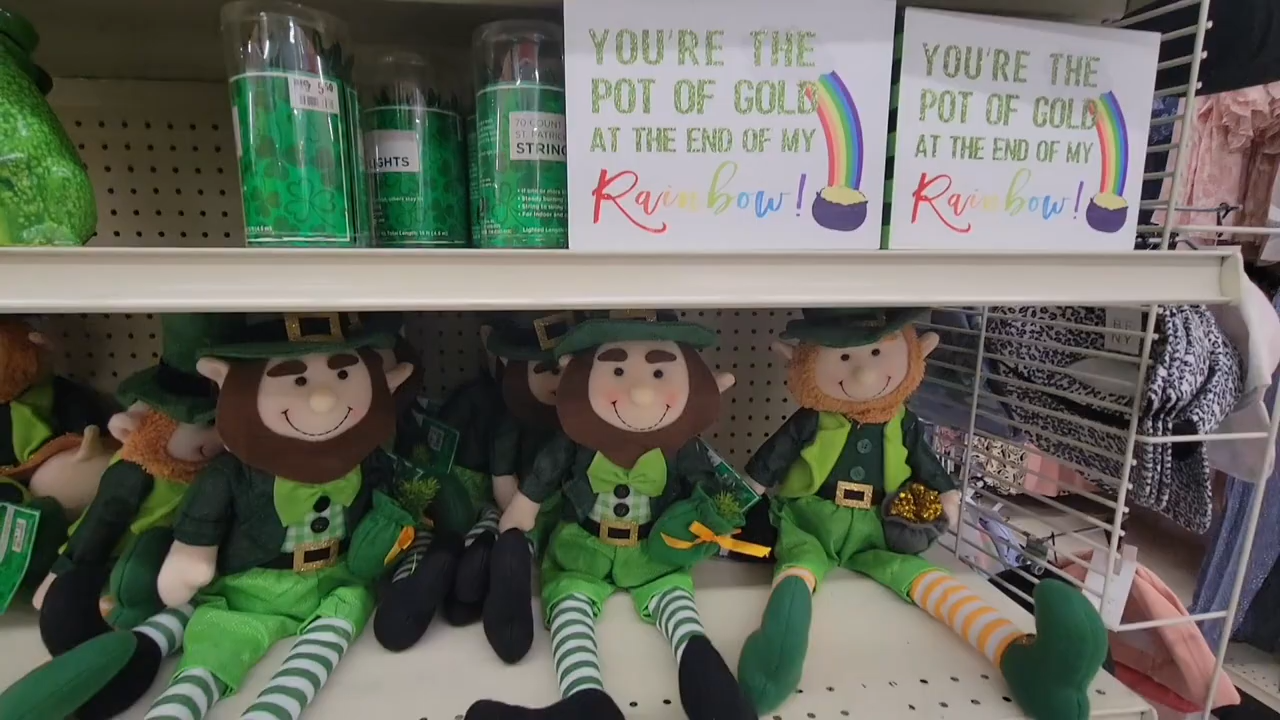 LIGHTS
70 COUNT
ST. PATRIC
STRING
YOU'RE THE
POT OF GOLD
AT THE END OF MY
Rainbow!
YOU'RE THE
POT OF GOLD
AT THE END OF MY
Rainbow!